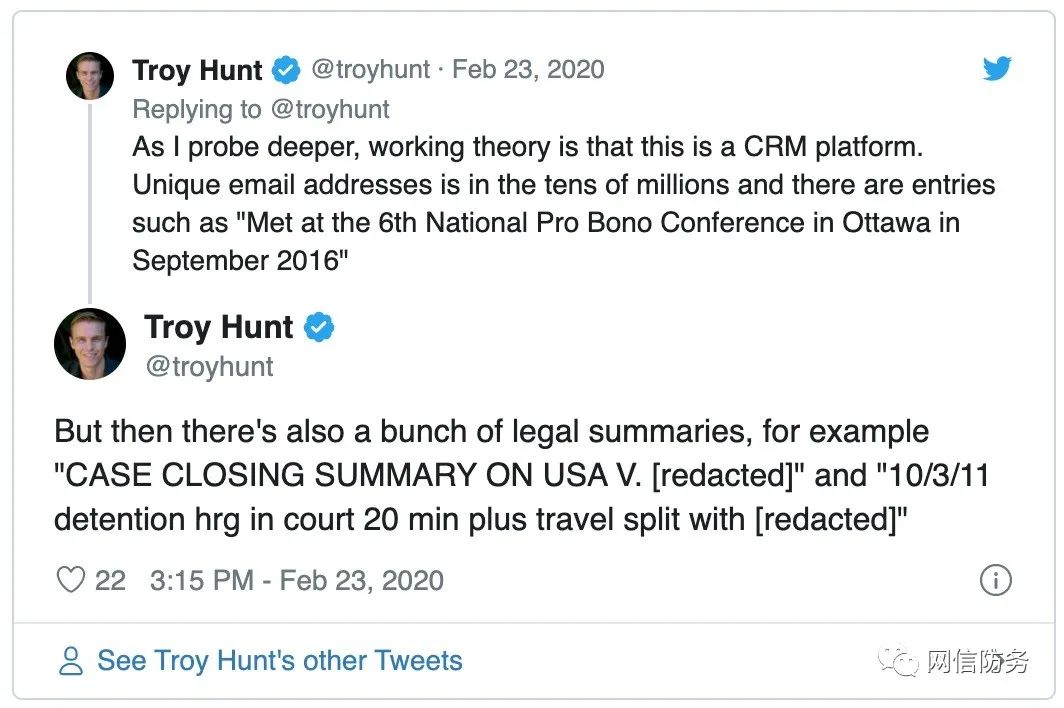 Troy Hunt @troyhunt · Feb 23, 2020
Replying to @troyhunt
As I probe deeper, working theory is that this is a CRM platform.
Unique email addresses is in the tens of millions and there are entries
such as "Met at the 6th National Pro Bono Conference in Ottawa in
September 2016"
Troy Hunt
@troyhunt
But then there's also a bunch of legal summaries, for example
"CASE CLOSING SUMMARY ON USA V. [redacted]" and "10/3/11
detention hrg in court 20 min plus travel split with [redacted]"
22 3:15 PM - Feb 23, 2020
See Troy Hunt's other Tweets
网信防务